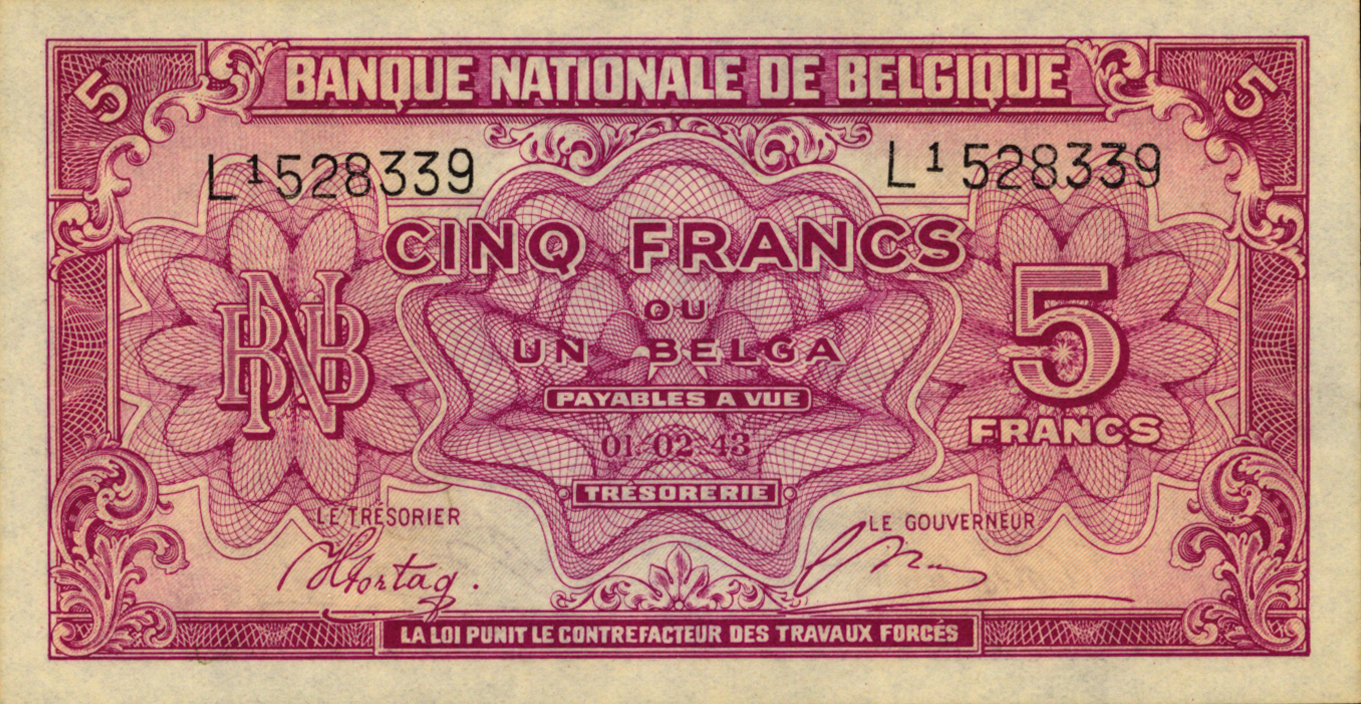 BANQUE NATIONALE DE BELGIQUE
5 5
L1528339 L1528339
CINQ FRANCS
OU
UN BELGA
BNB 5
PAYABLES A VUE
FRANCS
01-02-43
TRÉSORERIE
LE TRÉSORIER LE GOUVERNEUR
LA LOI PUNIT LE CONTREFACTEUR DES TRAVAUX FORCÉS